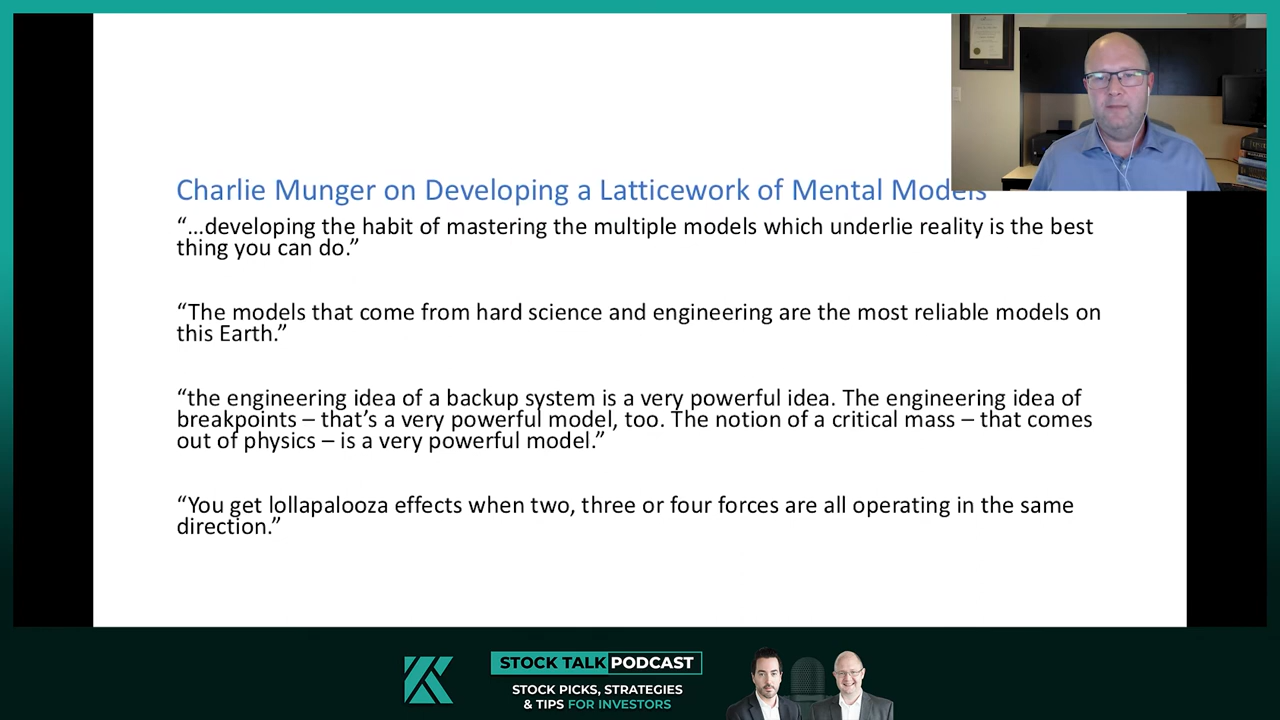 Charlie Munger on Developing a Latticework of Mental Models
“…developing the habit of mastering the multiple models which underlie reality is the best
thing you can do.”
“The models that come from hard science and engineering are the most reliable models on
this Earth.”
“the engineering idea of a backup system is a very powerful idea. The engineering idea of
breakpoints – that’s a very powerful model, too. The notion of a critical mass – that comes
out of physics – is a very powerful model.”
“You get lollapalooza effects when two, three or four forces are all operating in the same
direction.”
STOCK TALK PODCAST
STOCK PICKS, STRATEGIES
& TIPS FOR INVESTORS